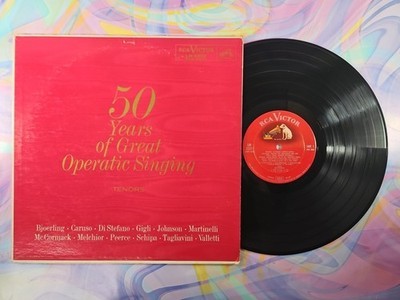 RCA VICTOR
50
Years
of Great
Operatic Singing
TENORS
Bjoerling - Caruso - Di Stefano - Gigli - Johnson - Martinelli
McCormack - Melchior - Peerce - Schipa - Tagliavini - Valletti
RCA VICTOR